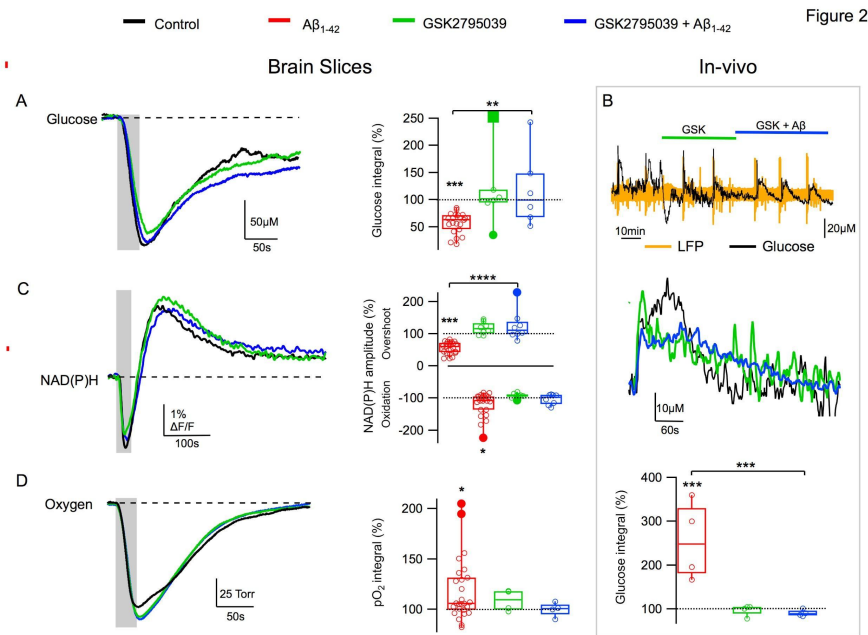 Figure 2
Control
Aβ1-42
GSK2795039
GSK2795039 + Aβ1-42
Brain Slices
In-vivo
A
Glucose
50µM
50s
Glucose integral (%)
250
200
150
100
50
**
***
B
GSK
GSK + Aβ
10min
20µM
LFP
Glucose
10µM
60s
C
NAD(P)H
1%
ΔF/F
100s
NAD(P)H amplitude (%)
Oxidation
Overshoot
200
100
0
-100
-200
****
***
*
D
Oxygen
25 Torr
50s
pO2 integral (%)
200
150
100
*
Glucose integral (%)
400
300
200
100
***
***